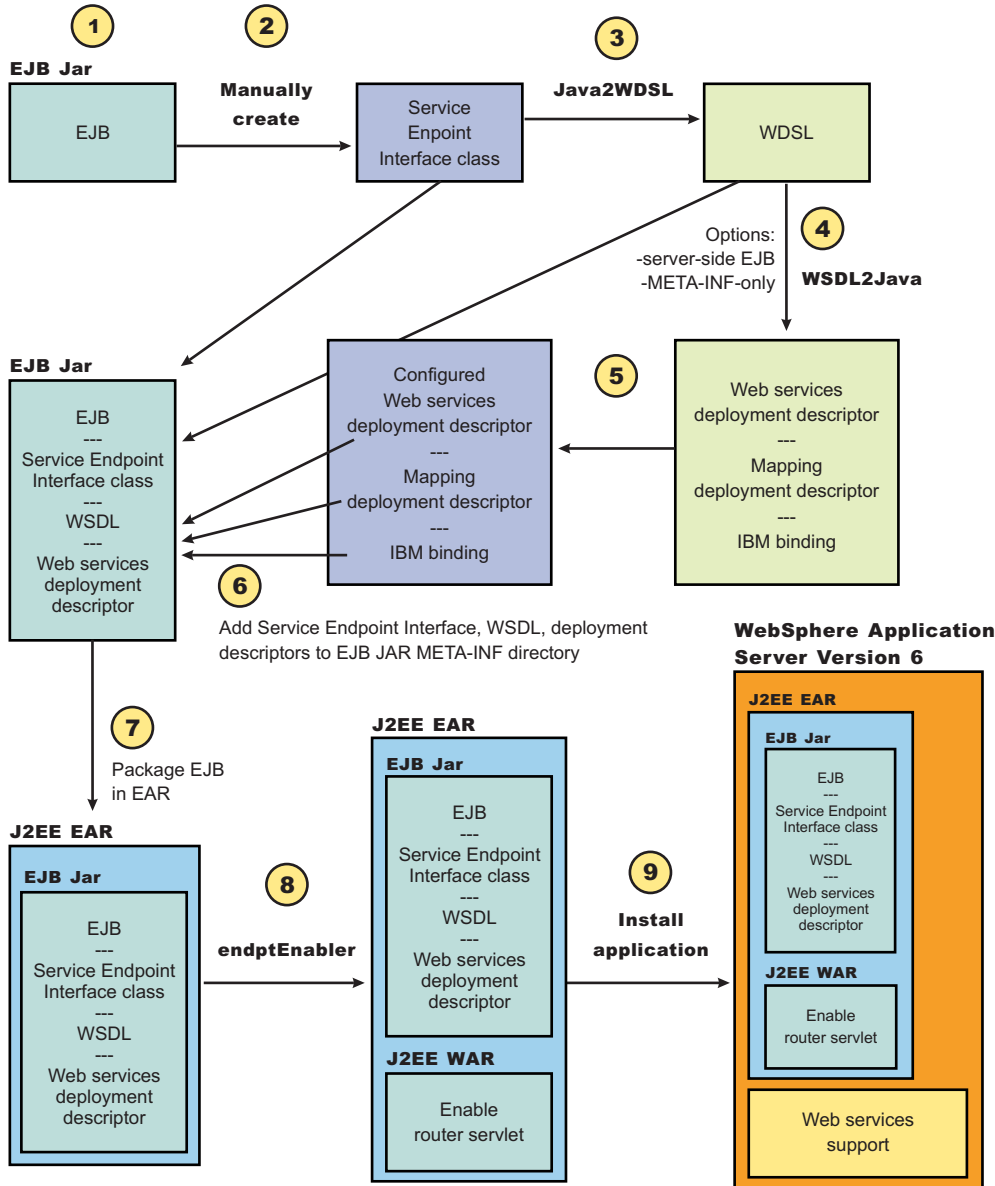 1
EJB Jar
EJB
2
Manually
create
Service
Enpoint
Interface class
3
Java2WDSL
WDSL
Options:
-server-side EJB
-META-INF-only
4
WSDL2Java
EJB Jar
EJB
---
Service Endpoint
Interface class
---
WSDL
---
Web services
deployment
descriptor
Configured
Web services
deployment descriptor
---
Mapping
deployment descriptor
---
IBM binding
5
Web services
deployment descriptor
---
Mapping
deployment descriptor
---
IBM binding
6
Add Service Endpoint Interface, WSDL, deployment
descriptors to EJB JAR META-INF directory
7
Package EJB
in EAR
J2EE EAR
EJB Jar
EJB
---
Service Endpoint
Interface class
---
WSDL
---
Web services
deployment
descriptor
8
endptEnabler
J2EE EAR
EJB Jar
EJB
---
Service Endpoint
Interface class
---
WSDL
---
Web services
deployment
descriptor
J2EE WAR
Enable
router servlet
9
Install
application
WebSphere Application
Server Version 6
J2EE EAR
EJB Jar
EJB
---
Service Endpoint
Interface class
---
WSDL
---
Web services
deployment
descriptor
J2EE WAR
Enable
router servlet
Web services
support